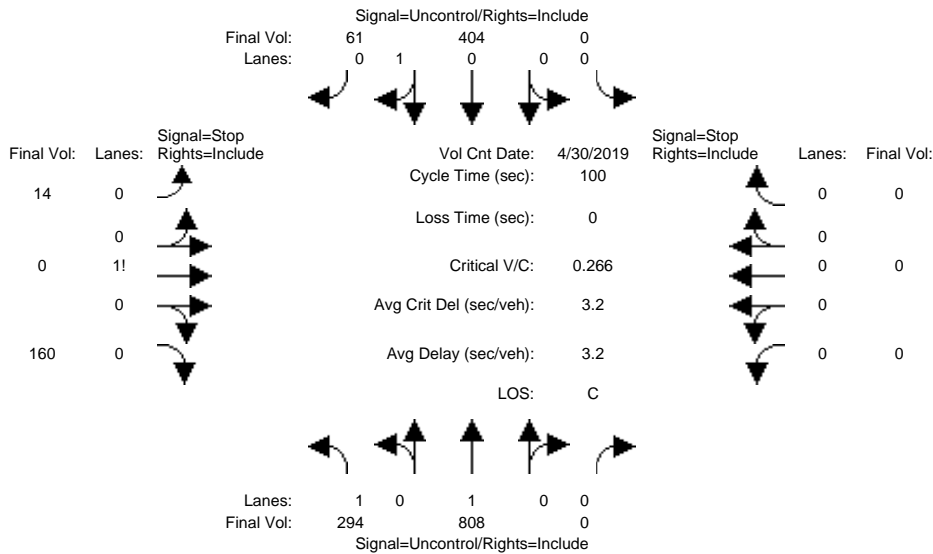 Signal=Uncontrol/Rights=Include
Final Vol: 61 404 0
Lanes: 0 1 0 0 0
Signal=Stop Signal=Stop
Final Vol: Lanes: Rights=Include Vol Cnt Date: 4/30/2019 Rights=Include Lanes: Final Vol:
Cycle Time (sec): 100
14 0 0 0
Loss Time (sec): 0
0 0
0 1! Critical V/C: 0.266 0 0
0 Avg Crit Del (sec/veh): 3.2 0
160 0 Avg Delay (sec/veh): 3.2 0 0
LOS: C
Lanes: 1 0 1 0 0
Final Vol: 294 808 0
Signal=Uncontrol/Rights=Include